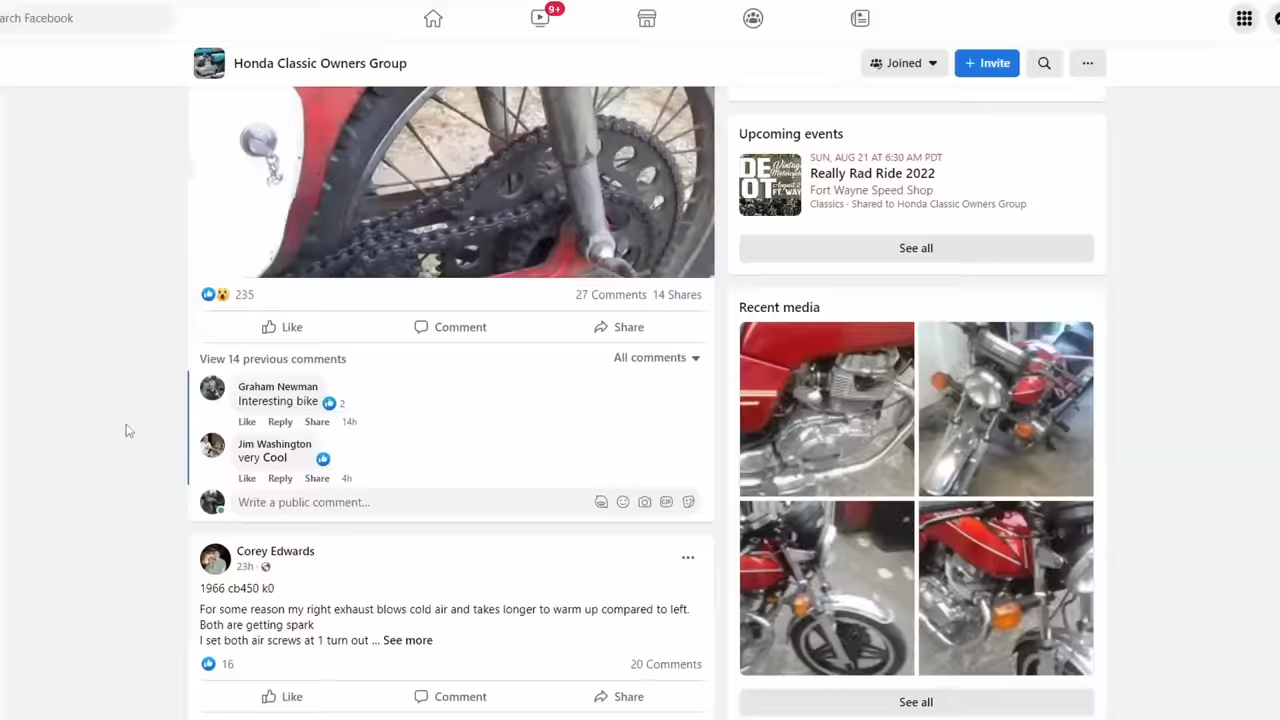 arch Facebook
9+
Honda Classic Owners Group
Joined
+ Invite
Upcoming events
SUN, AUG 21 AT 6:30 AM PDT
Really Rad Ride 2022
Fort Wayne Speed Shop
Classics · Shared to Honda Classic Owners Group
See all
235
27 Comments 14 Shares
Like
Comment
Share
View 14 previous comments
All comments
Graham Newman
Interesting bike
2
Like Reply Share 14h
Jim Washington
very Cool
Like Reply Share 4h
Write a public comment...
GIF
Corey Edwards
23h ·
1966 cb450 k0
For some reason my right exhaust blows cold air and takes longer to warm up compared to left.
Both are getting spark
I set both air screws at 1 turn out ... See more
16
20 Comments
Like
Comment
Share
Recent media
See all